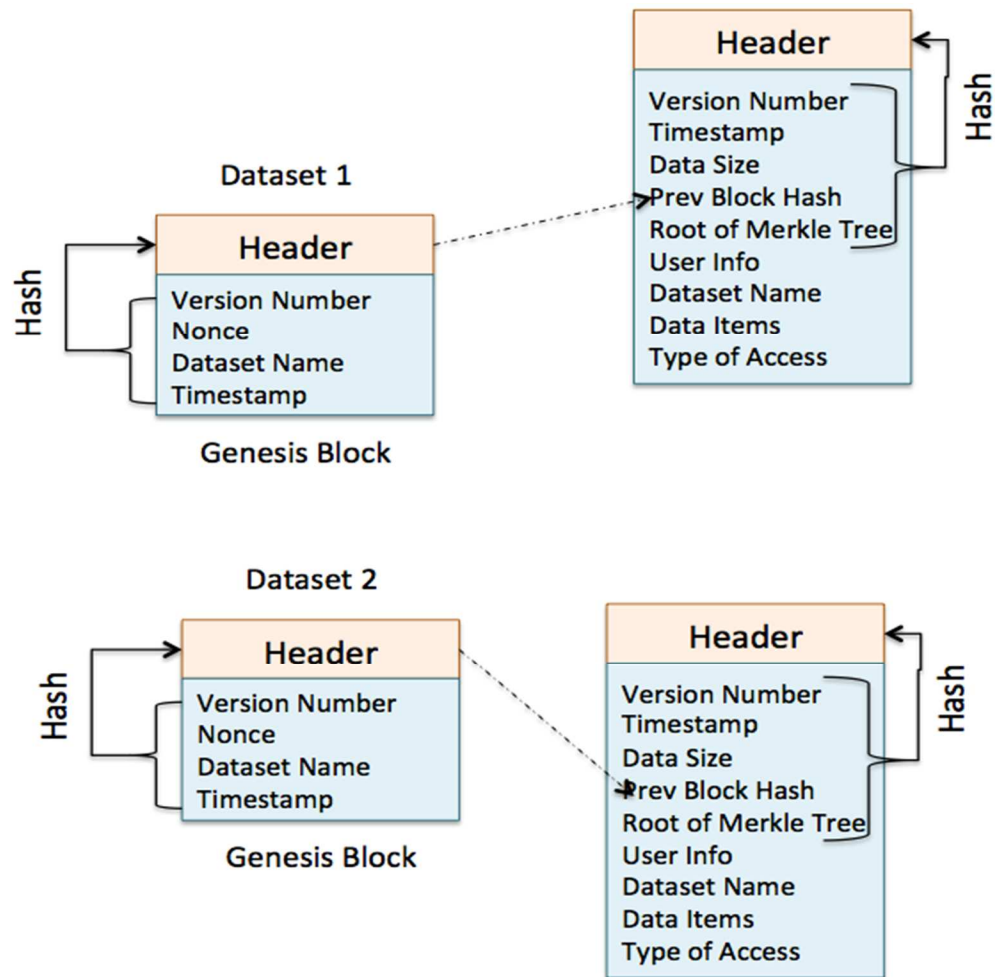 Dataset 1
Hash
Header
Version Number
Nonce
Dataset Name
Timestamp
Genesis Block
Header
Hash
Version Number
Timestamp
Data Size
Prev Block Hash
Root of Merkle Tree
User Info
Dataset Name
Data Items
Type of Access
Dataset 2
Hash
Header
Version Number
Nonce
Dataset Name
Timestamp
Genesis Block
Header
Hash
Version Number
Timestamp
Data Size
Prev Block Hash
Root of Merkle Tree
User Info
Dataset Name
Data Items
Type of Access